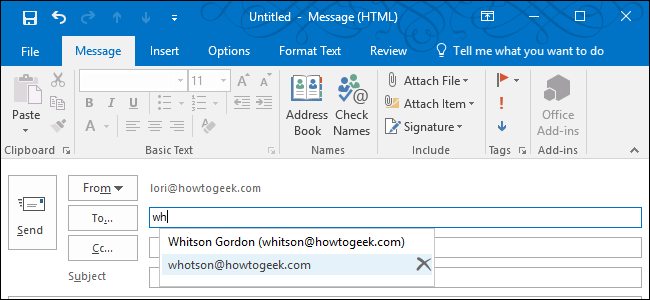 Untitled - Message (HTML)
File Message Insert Options Format Text Review Tell me what you want to do
Paste
11
B I U
A
A A
Address Book
Check Names
Attach File
Attach Item
Signature
Office Add-ins
Clipboard Basic Text Names Include Tags Add-ins
Send
From lori@howtogeek.com
To... wh
Whitson Gordon (whitson@howtogeek.com)
Cc...
whotson@howtogeek.com
Subject